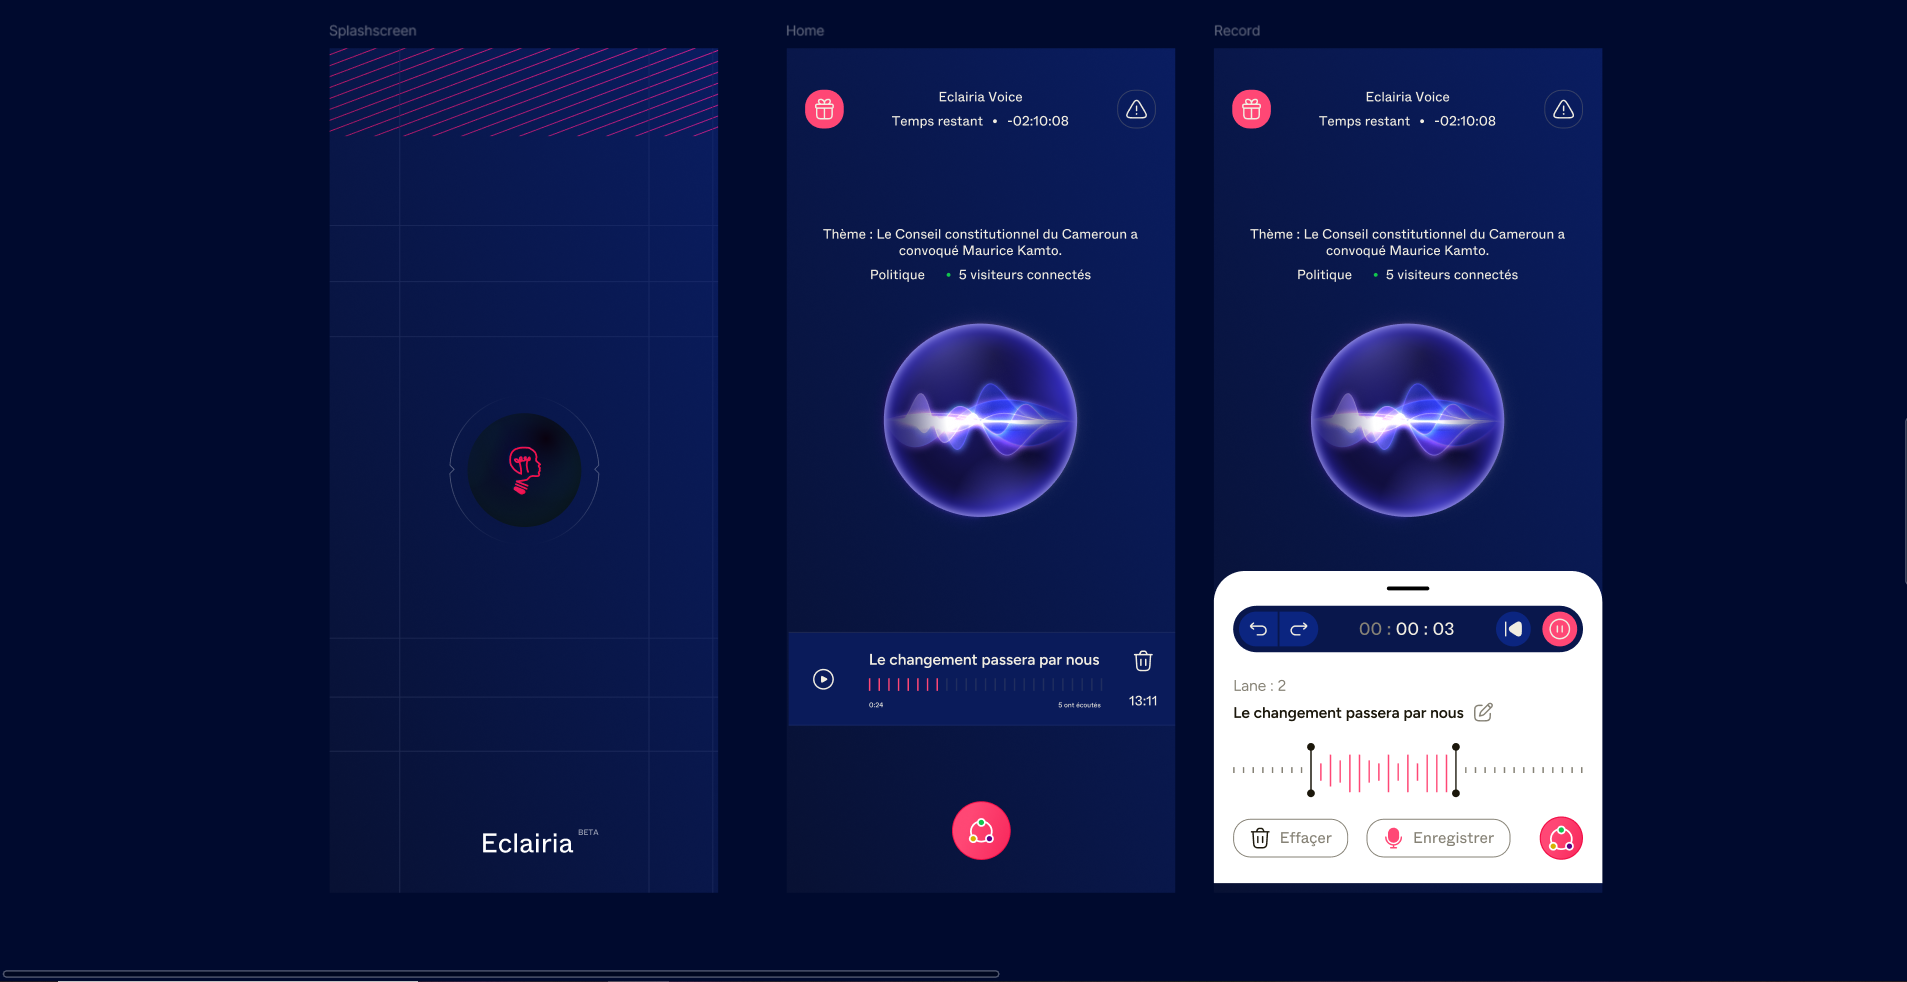 Splashscreen
Eclairia BETA
Home
Eclairia Voice
Temps restant • -02:10:08
Thème : Le Conseil constitutionnel du Cameroun a
convoqué Maurice Kamto.
Politique • 5 visiteurs connectés
Le changement passera par nous
0:24
5 ont écoutés
13:11
Record
Eclairia Voice
Temps restant • -02:10:08
Thème : Le Conseil constitutionnel du Cameroun a
convoqué Maurice Kamto.
Politique • 5 visiteurs connectés
00 : 00 : 03
Lane : 2
Le changement passera par nous
Effaçer
Enregistrer